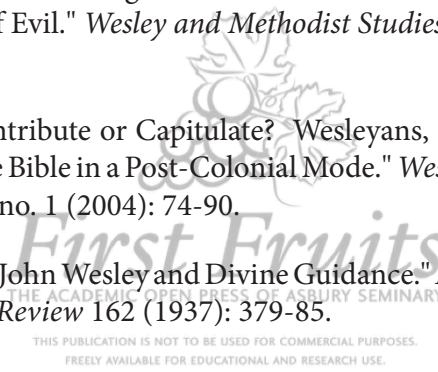 f Evil." Wesley and Methodist Studies
ntribute or Capitulate? Wesleyans,
e Bible in a Post-Colonial Mode." Wes
no. 1 (2004): 74-90.
First Fruits
John Wesley and Divine Guidance."
THE ACADEMIC OPEN PRESS OF ASBURY SEMINARY
Review 162 (1937): 379-85.
THIS PUBLICATION IS NOT TO BE USED FOR COMMERCIAL PURPOSES.
FREELY AVAILABLE FOR EDUCATIONAL AND RESEARCH USE.